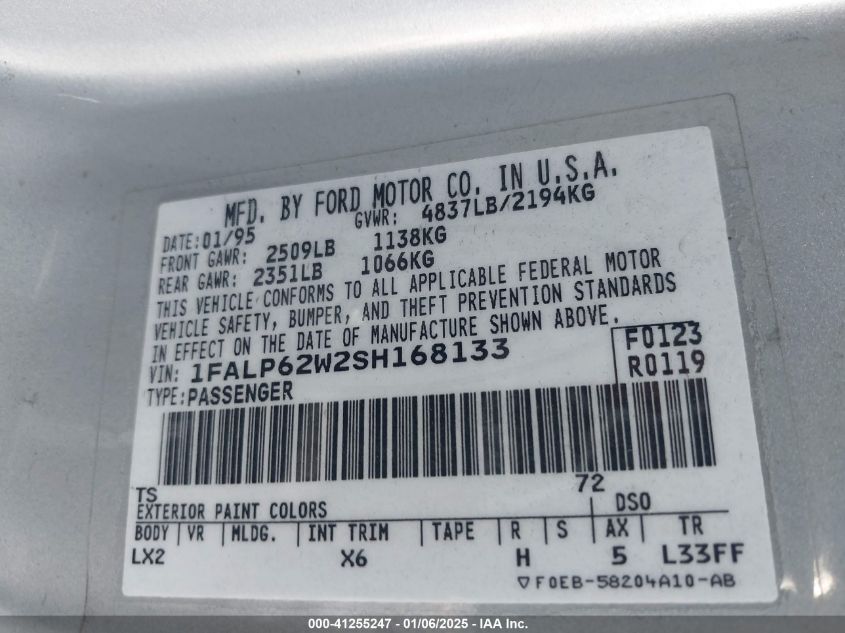 MFD. BY FORD MOTOR CO. IN U.S.A.
DATE: 01/95 GVWR: 4837LB/2194KG
FRONT GAWR: 2509LB 1138KG
REAR GAWR: 2351LB 1066KG
THIS VEHICLE CONFORMS TO ALL APPLICABLE FEDERAL MOTOR
VEHICLE SAFETY, BUMPER, AND THEFT PREVENTION STANDARDS
IN EFFECT ON THE DATE OF MANUFACTURE SHOWN ABOVE.
VIN: 1FALP62W2SH168133 F0123
TYPE: PASSENGER R0119
TS 72
EXTERIOR PAINT COLORS DSO
BODY VR MLDG. INT TRIM TAPE R S AX TR
LX2 X6 H 5 L33FF
▽F0EB-58204A10-AB
000-41255247 - 01/06/2025 - IAA Inc.